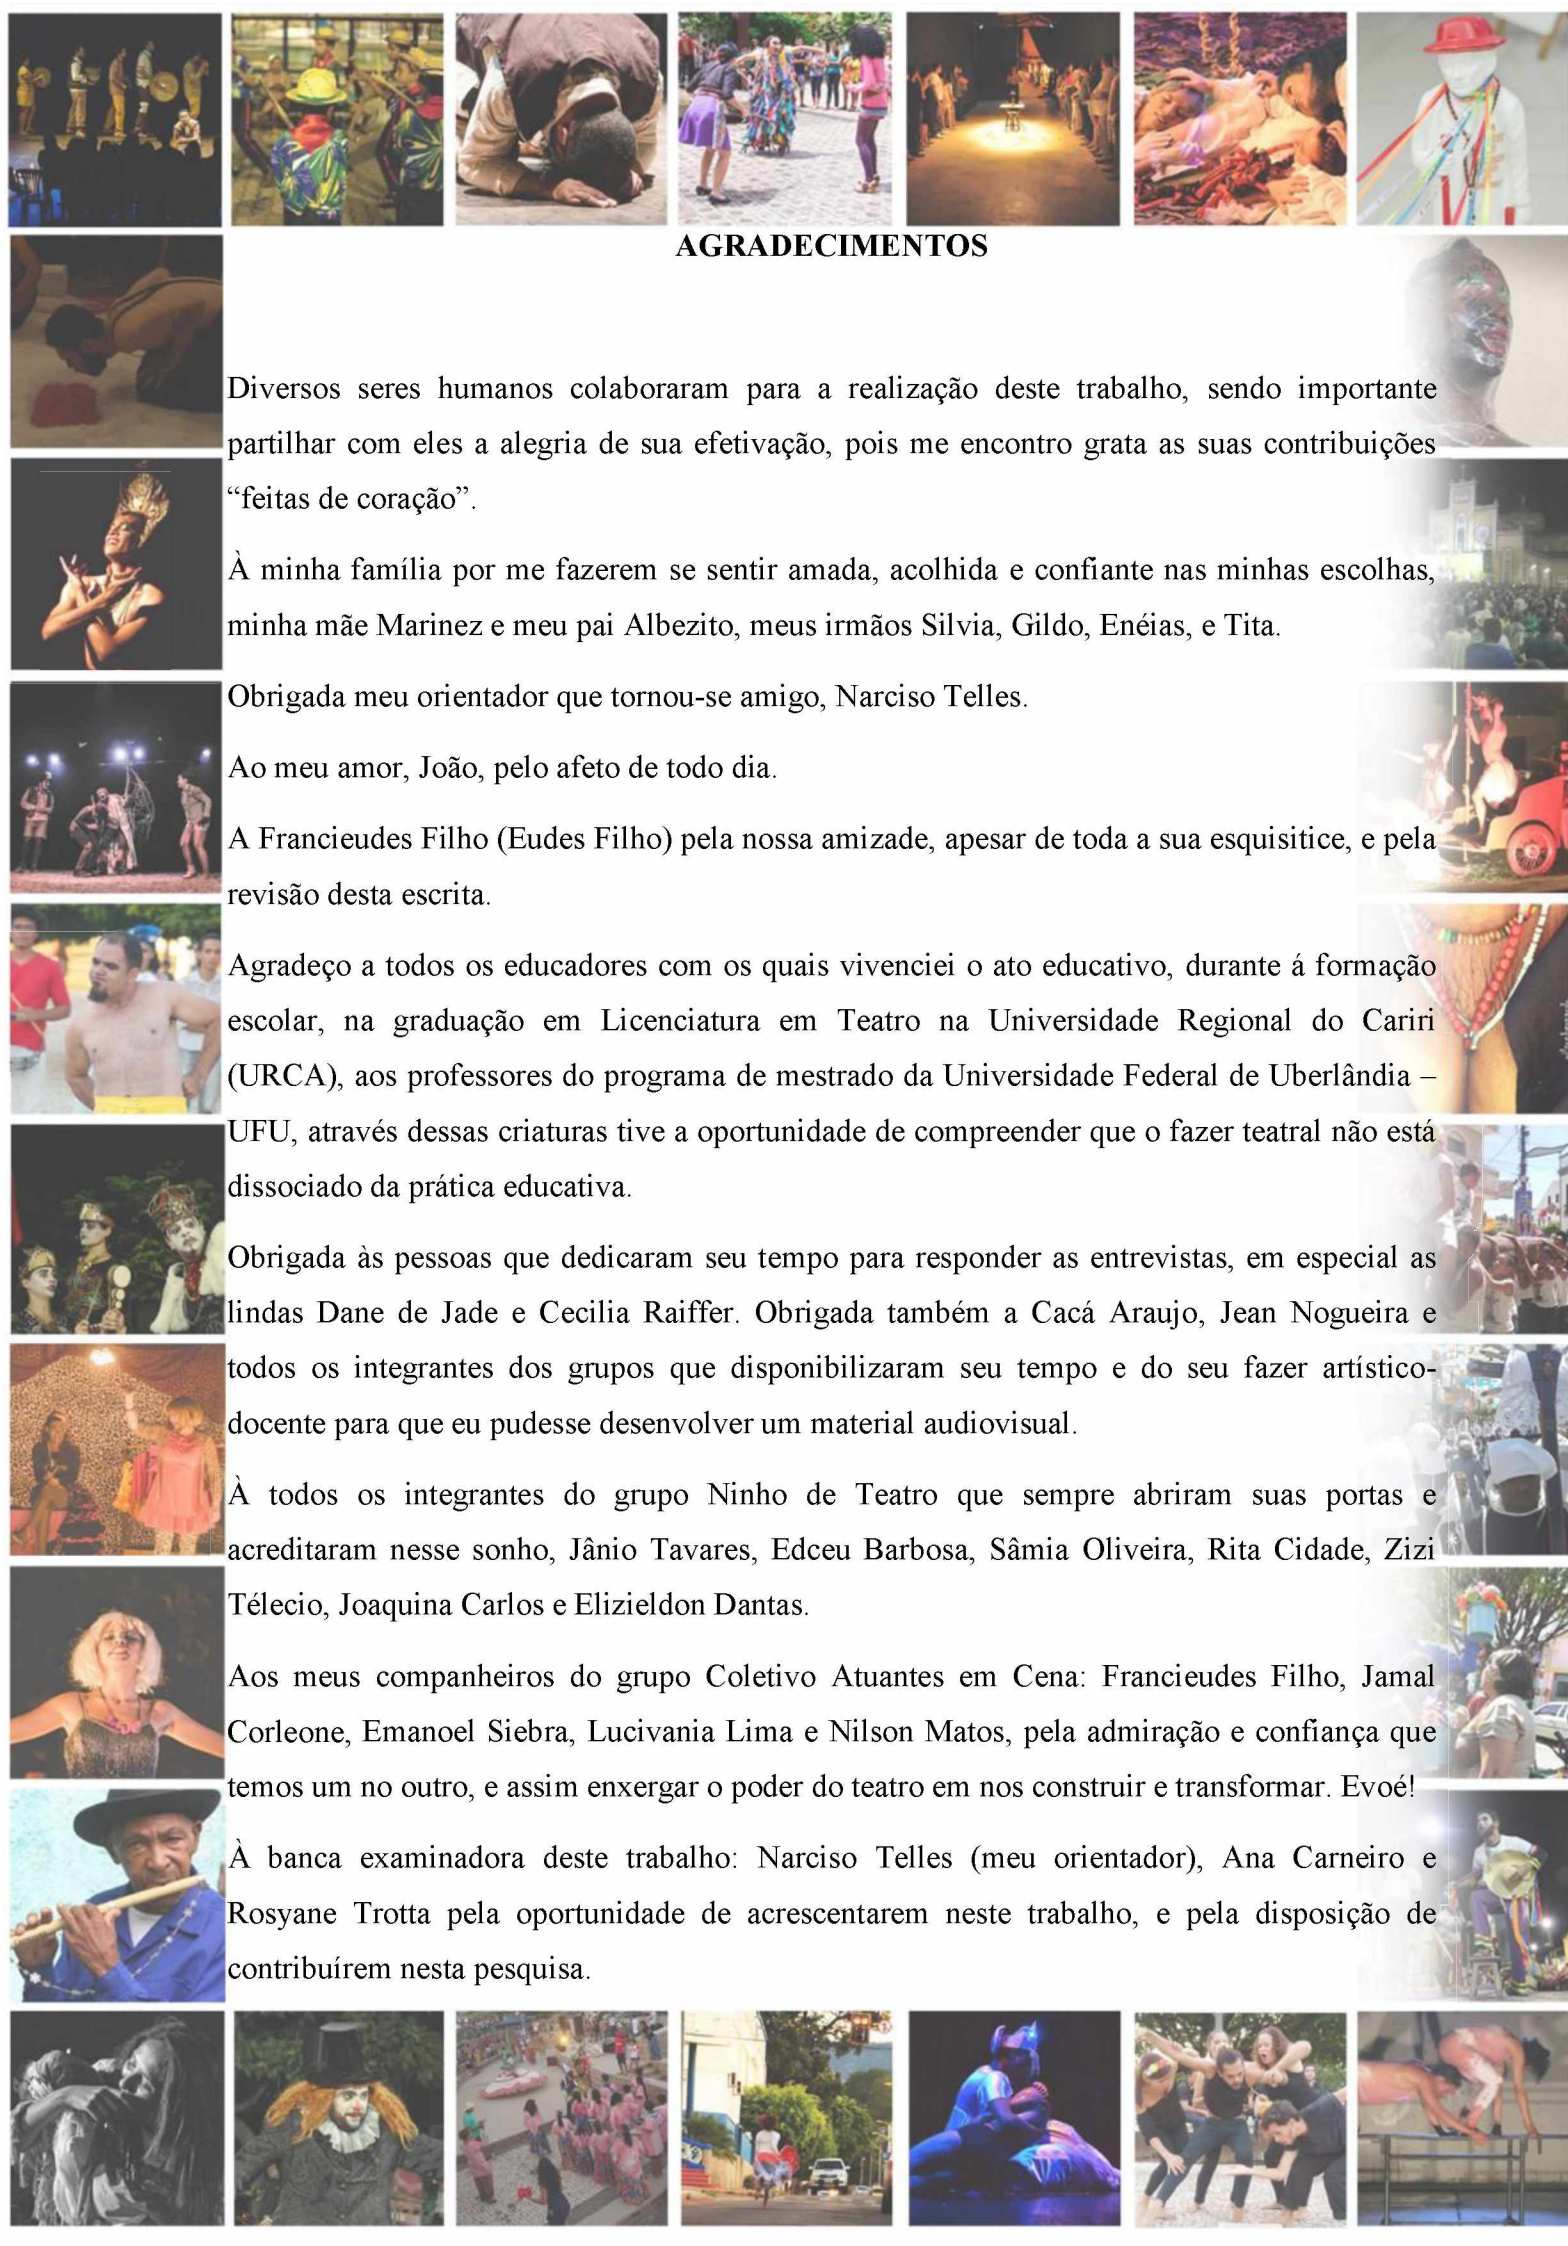 AGRADECIMENTOS
Diversos seres humanos colaboraram para a realização deste trabalho, sendo importante
partilhar com eles a alegria de sua efetivação, pois me encontro grata as suas contribuições
“feitas de coração”.
À minha família por me fazerem se sentir amada, acolhida e confiante nas minhas escolhas,
minha mãe Marinez e meu pai Albezito, meus irmãos Silvia, Gildo, Enéias, e Tita.
Obrigada meu orientador que tornou-se amigo, Narciso Telles.
Ao meu amor, João, pelo afeto de todo dia.
A Francieudes Filho (Eudes Filho) pela nossa amizade, apesar de toda a sua esquisitice, e pela
revisão desta escrita.
Agradeço a todos os educadores com os quais vivenciei o ato educativo, durante á formação
escolar, na graduação em Licenciatura em Teatro na Universidade Regional do Cariri
(URCA), aos professores do programa de mestrado da Universidade Federal de Uberlândia –
UFU, através dessas criaturas tive a oportunidade de compreender que o fazer teatral não está
dissociado da prática educativa.
Obrigada às pessoas que dedicaram seu tempo para responder as entrevistas, em especial as
lindas Dane de Jade e Cecilia Raiffer. Obrigada também a Cacá Araujo, Jean Nogueira e
todos os integrantes dos grupos que disponibilizaram seu tempo e do seu fazer artístico-
docente para que eu pudesse desenvolver um material audiovisual.
À todos os integrantes do grupo Ninho de Teatro que sempre abriram suas portas e
acreditaram nesse sonho, Jânio Tavares, Edceu Barbosa, Sâmia Oliveira, Rita Cidade, Zizi
Télecio, Joaquina Carlos e Elizieldon Dantas.
Aos meus companheiros do grupo Coletivo Atuantes em Cena: Francieudes Filho, Jamal
Corleone, Emanoel Siebra, Lucivania Lima e Nilson Matos, pela admiração e confiança que
temos um no outro, e assim enxergar o poder do teatro em nos construir e transformar. Evoé!
À banca examinadora deste trabalho: Narciso Telles (meu orientador), Ana Carneiro e
Rosyane Trotta pela oportunidade de acrescentarem neste trabalho, e pela disposição de
contribuírem nesta pesquisa.